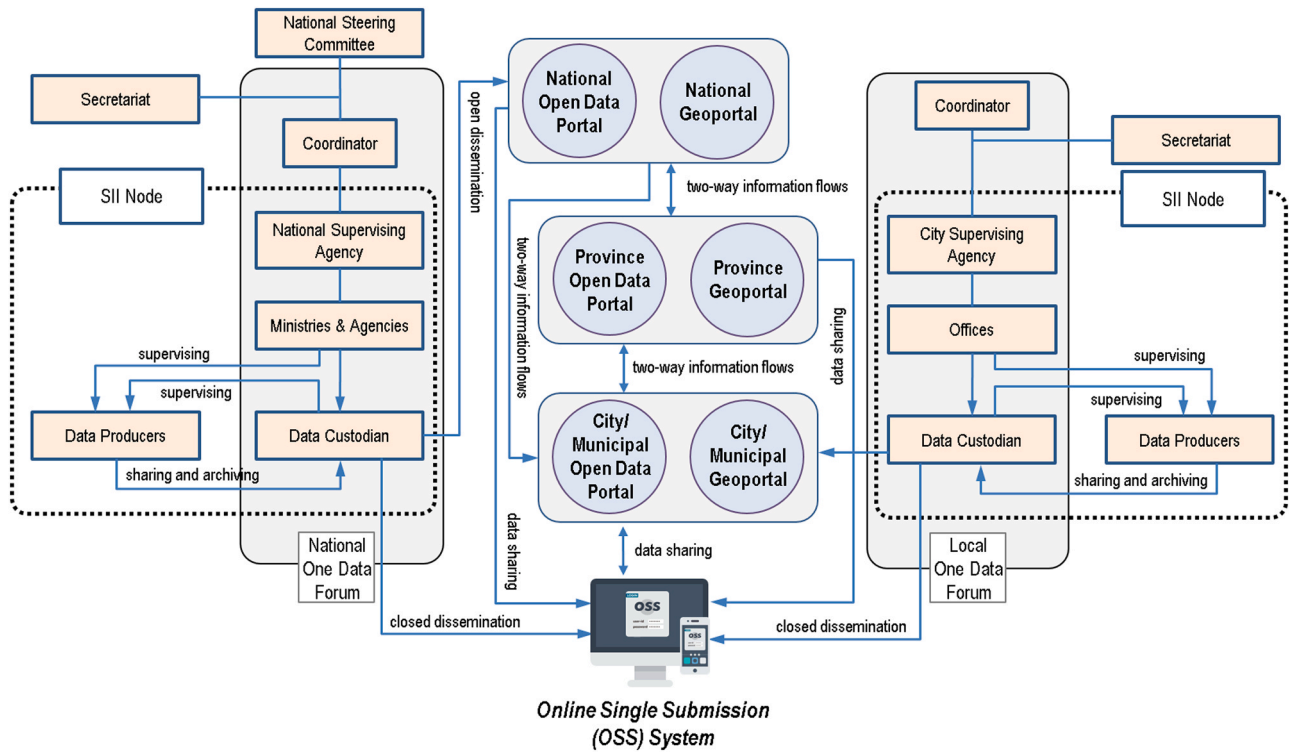 National Steering
Committee
Secretariat
Coordinator
SII Node
National Supervising
Agency
Ministries & Agencies
supervising
supervising
Data Producers
Data Custodian
sharing and archiving
National
One Data
Forum
closed dissemination
open dissemination
National
Open Data
Portal
National
Geoportal
two-way information flows
two-way information flows
Province
Open Data
Portal
Province
Geoportal
data sharing
two-way information flows
City/
Municipal
Open Data
Portal
City/
Municipal
Geoportal
data sharing
data sharing
OSS
OSS
Online Single Submission
(OSS) System
Coordinator
Secretariat
SII Node
City Supervising
Agency
Offices
supervising
supervising
Data Custodian
Data Producers
sharing and archiving
Local
One Data
Forum
closed dissemination